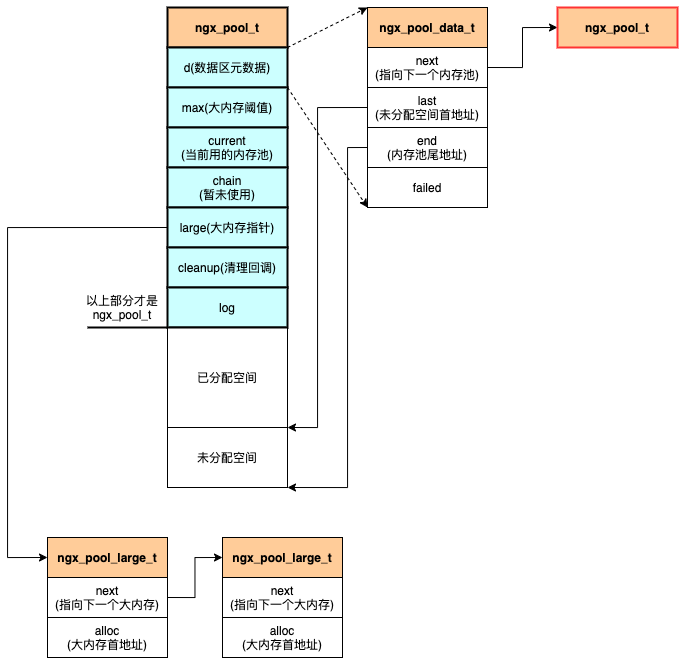 ngx_pool_t
d(数据区元数据)
max(大内存阈值)
current
(当前用的内存池)
chain
(暂未使用)
large(大内存指针)
cleanup(清理回调)
log
以上部分才是
ngx_pool_t
已分配空间
未分配空间
ngx_pool_data_t
next
(指向下一个内存池)
last
(未分配空间首地址)
end
(内存池尾地址)
failed
ngx_pool_t
ngx_pool_large_t
next
(指向下一个大内存)
alloc
(大内存首地址)
ngx_pool_large_t
next
(指向下一个大内存)
alloc
(大内存首地址)